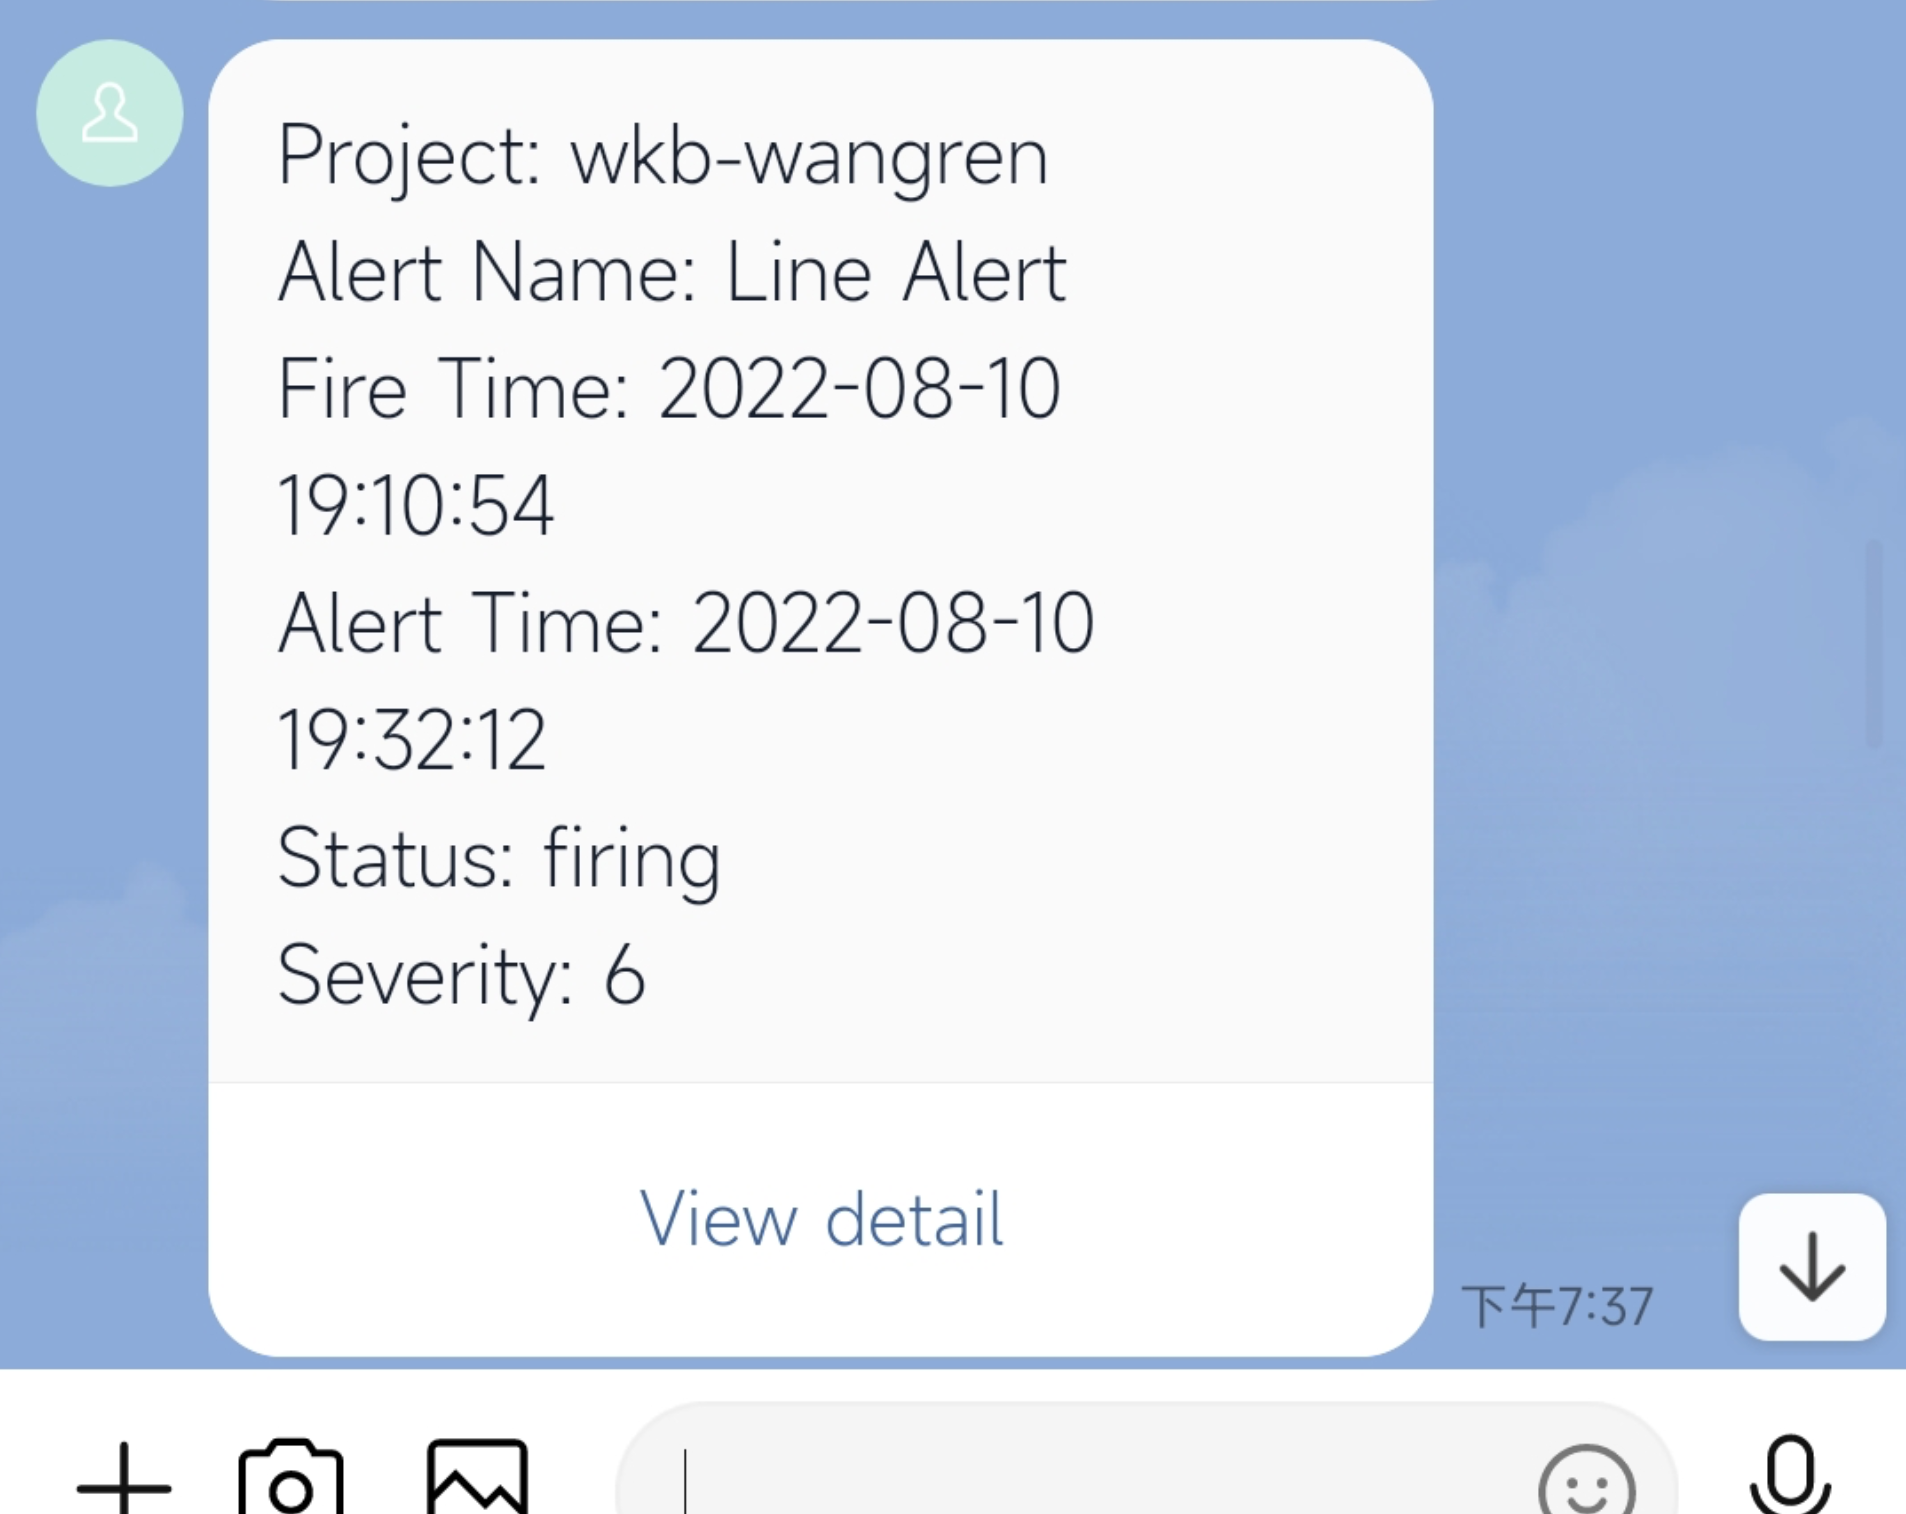 Project: wkb-wangren
Alert Name: Line Alert
Fire Time: 2022-08-10
19:10:54
Alert Time: 2022-08-10
19:32:12
Status: firing
Severity: 6
View detail
下午7:37